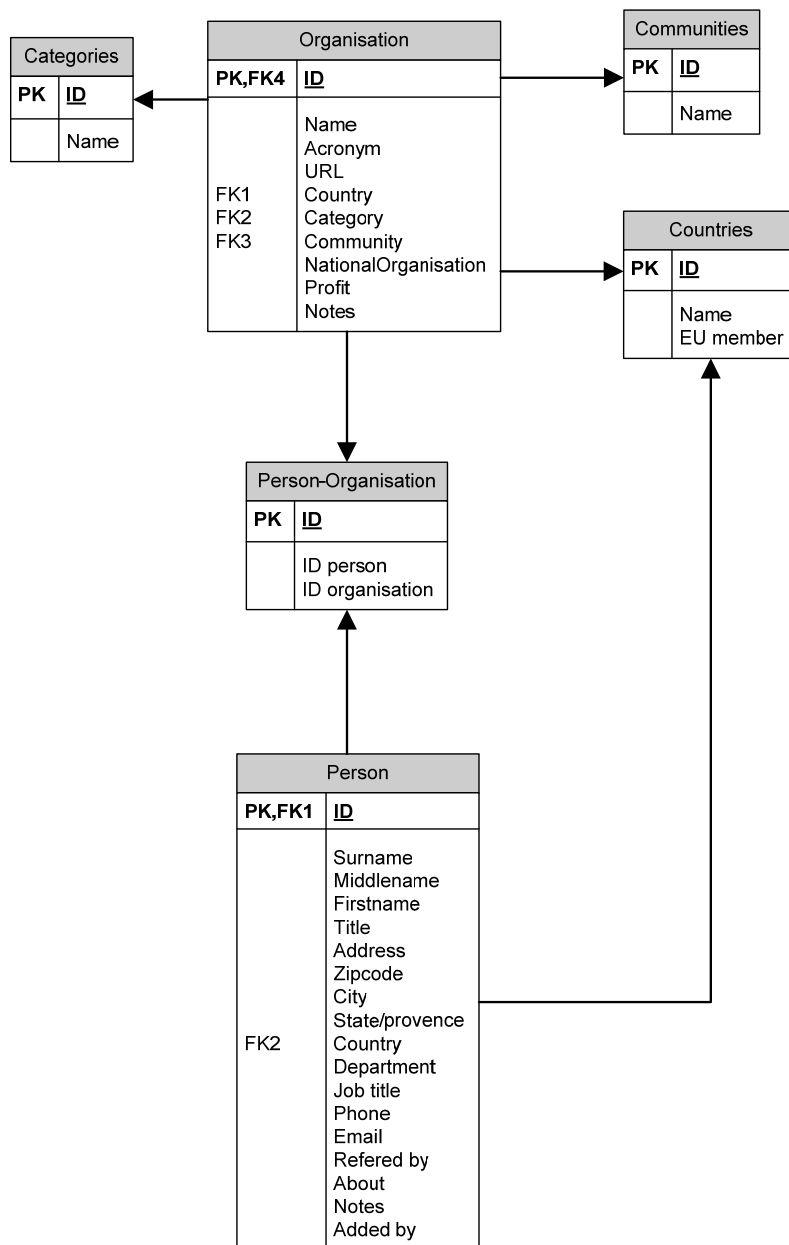 Categories
PK ID
Name
Organisation
PK,FK4 ID
Name
Acronym
URL
FK1 Country
FK2 Category
FK3 Community
NationalOrganisation
Profit
Notes
Communities
PK ID
Name
Countries
PK ID
Name
EU member
Person-Organisation
PK ID
ID person
ID organisation
Person
PK,FK1 ID
Surname
Middlename
Firstname
Title
Address
Zipcode
City
State/provence
FK2 Country
Department
Job title
Phone
Email
Refered by
About
Notes
Added by